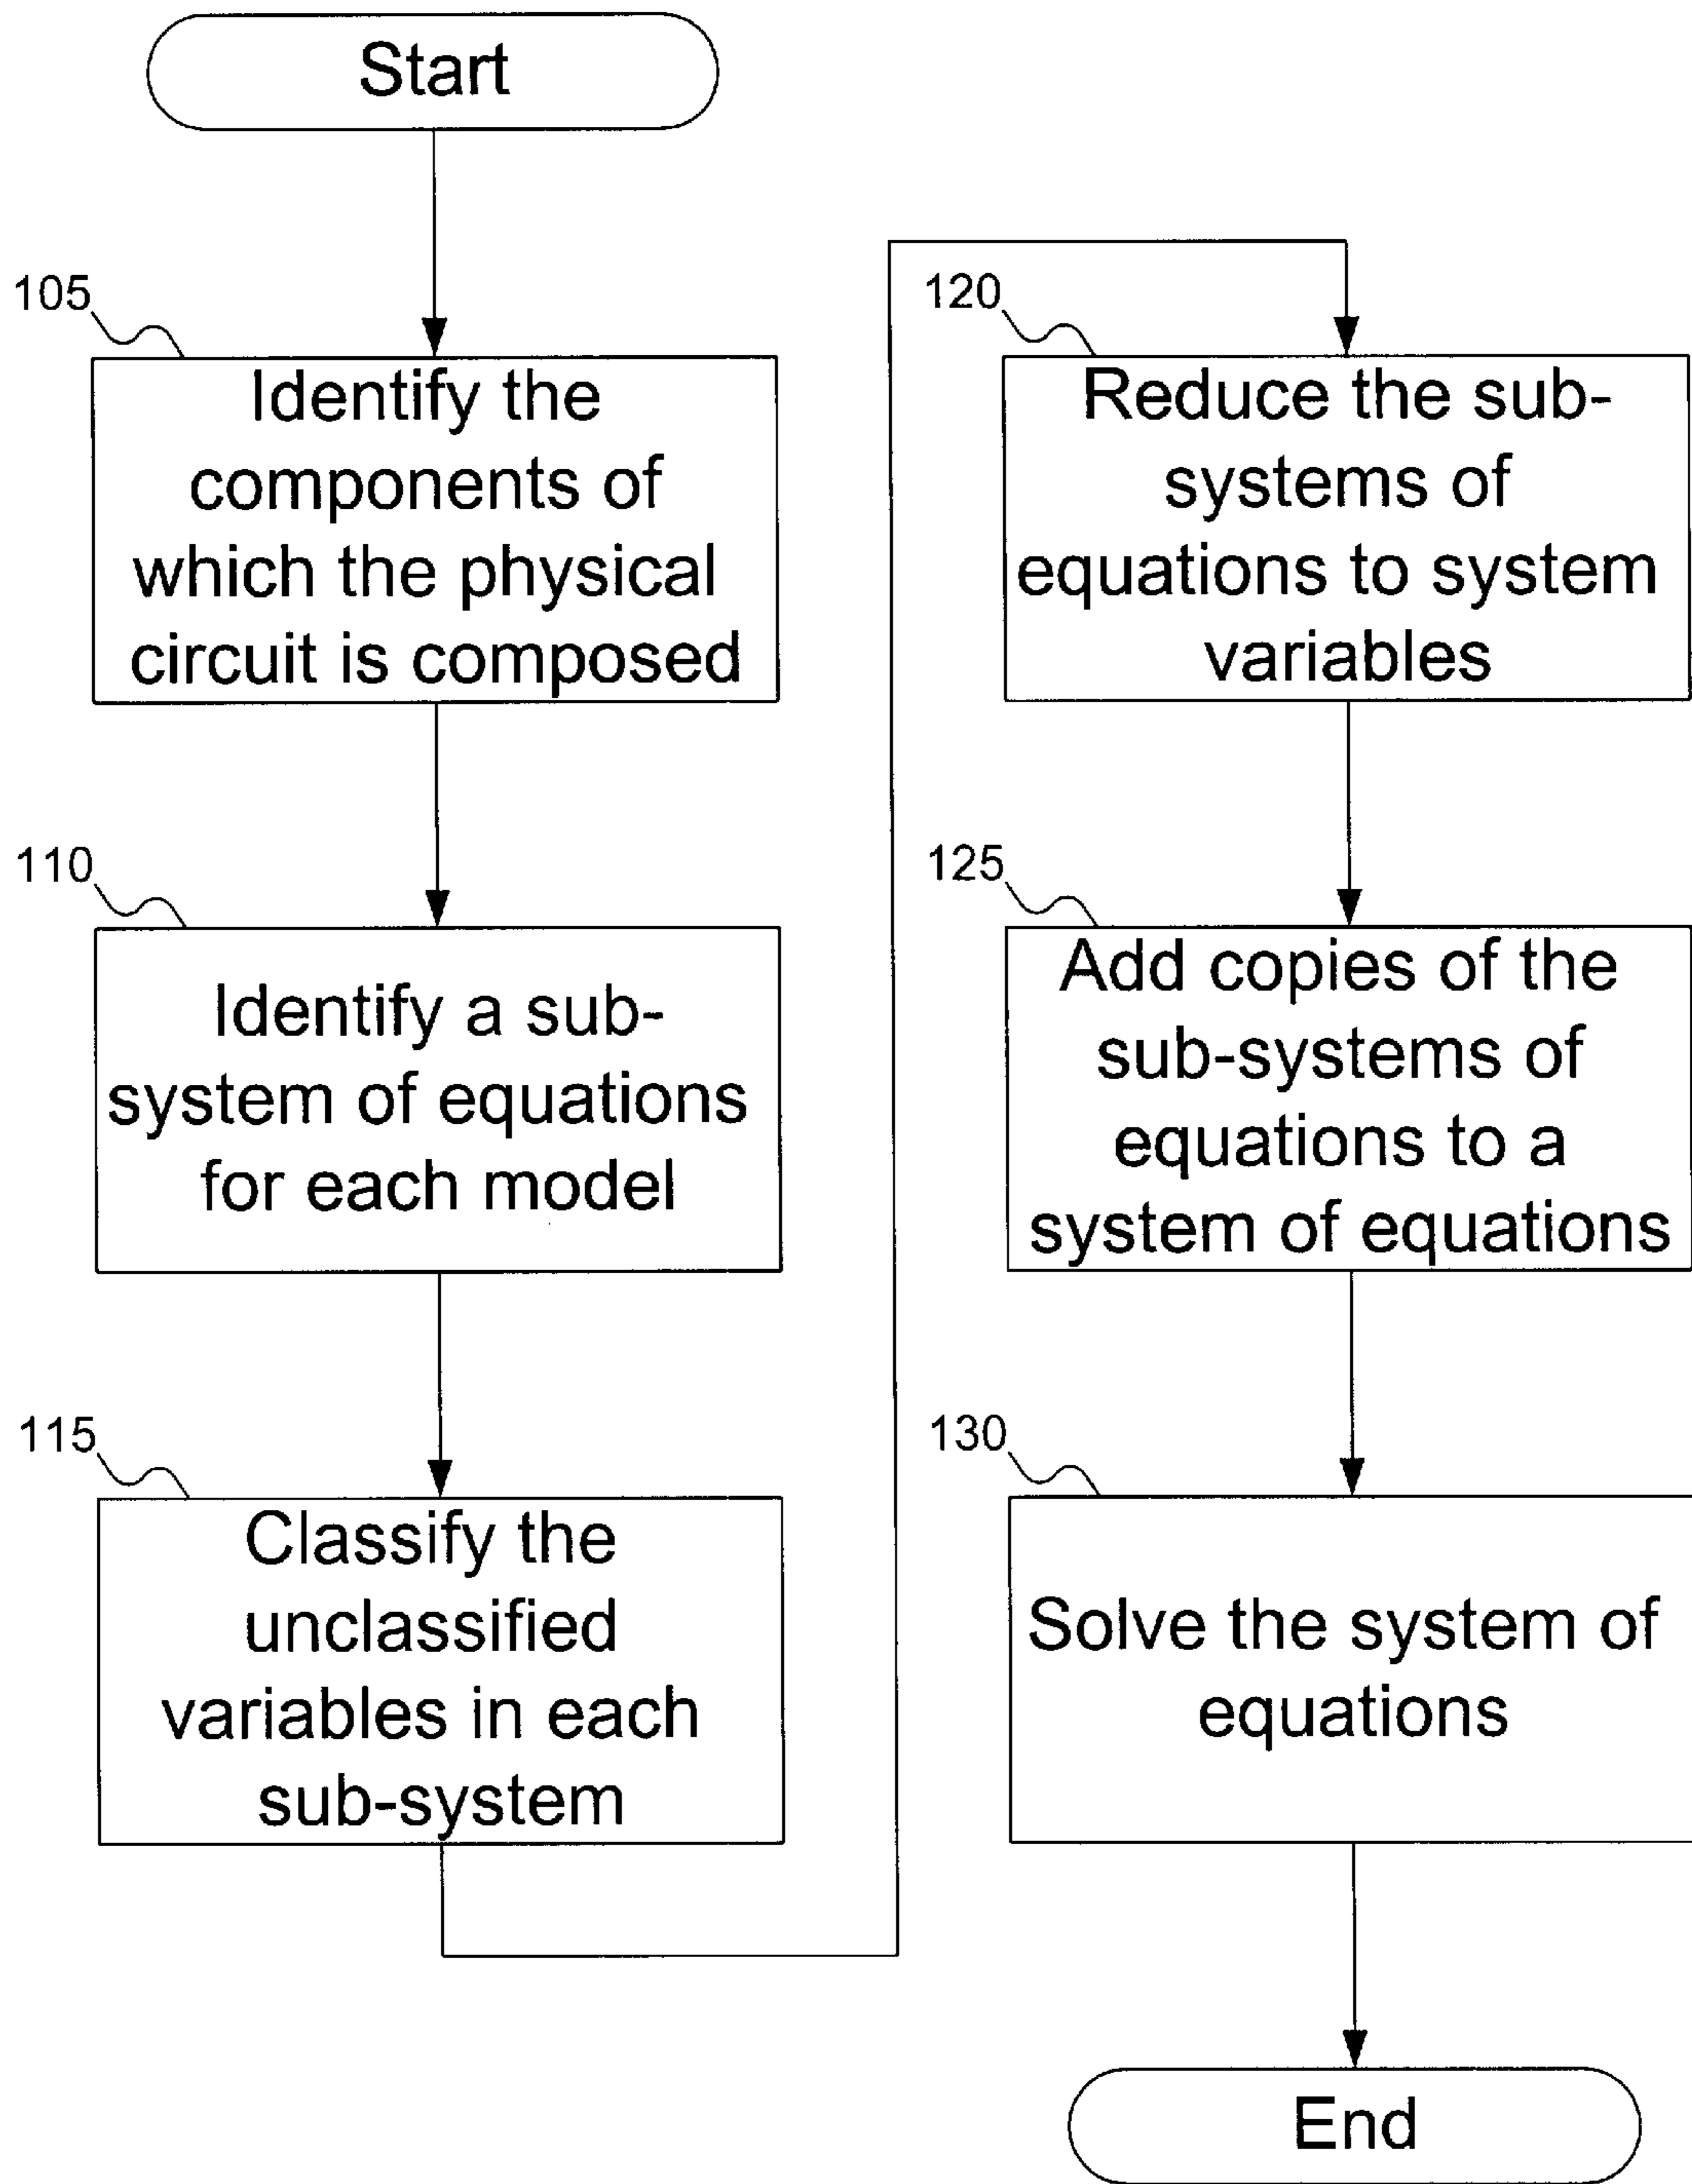 Start
105
Identify the
components of
which the physical
circuit is composed
110
Identify a sub-
system of equations
for each model
115
Classify the
unclassified
variables in each
sub-system
120
Reduce the sub-
systems of
equations to system
variables
125
Add copies of the
sub-systems of
equations to a
system of equations
130
Solve the system of
equations
End